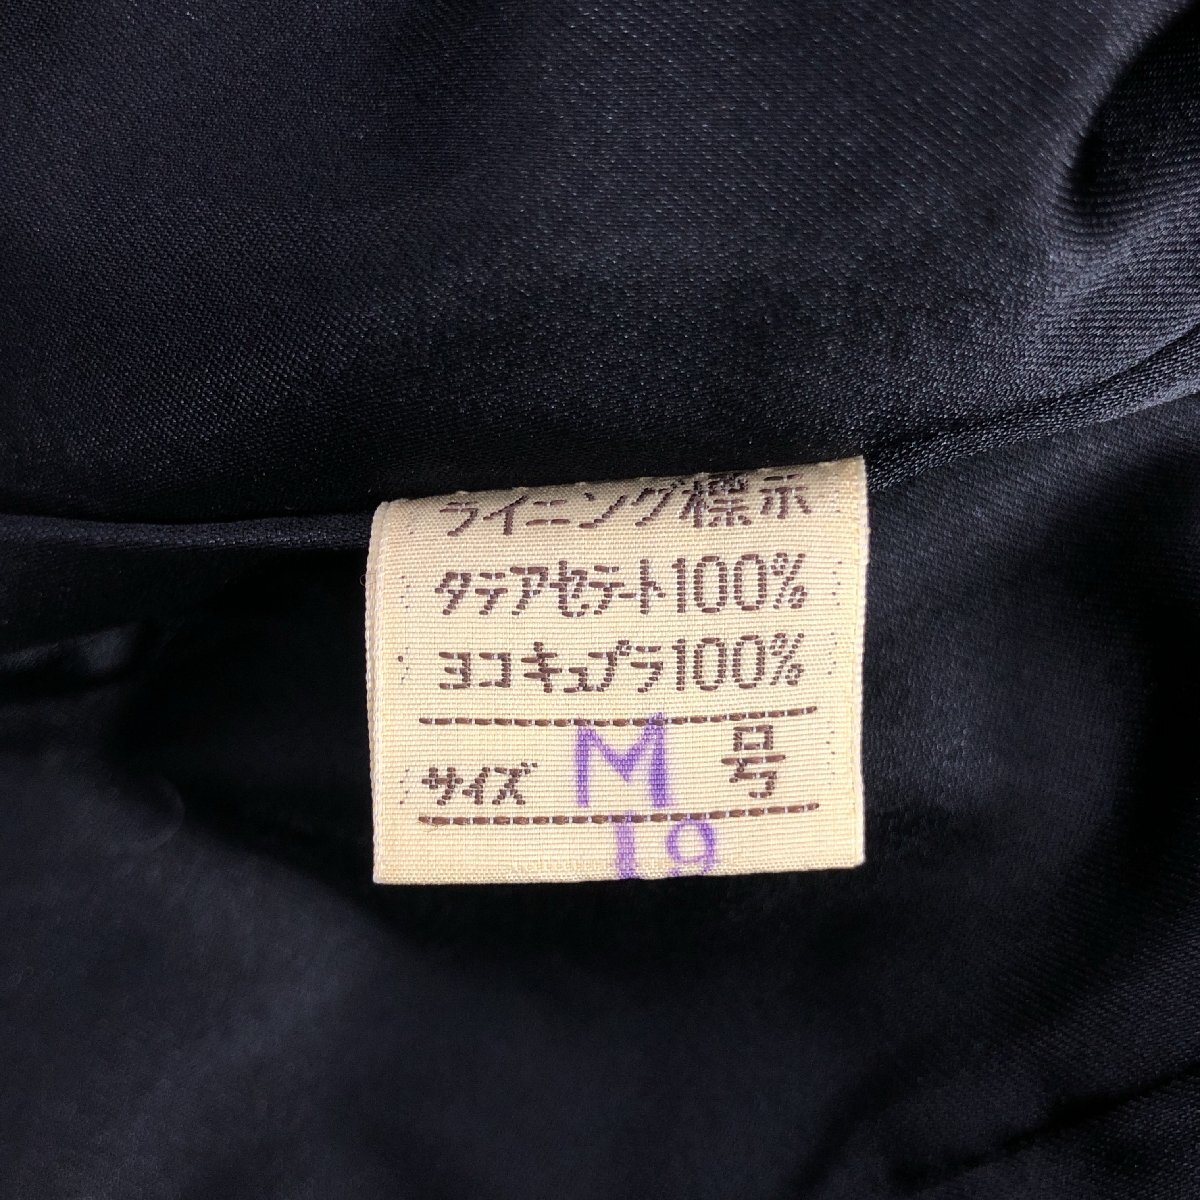 ライニング標示
タテアセテート100%
ヨコキュプラ100%
サイズ M 号
19